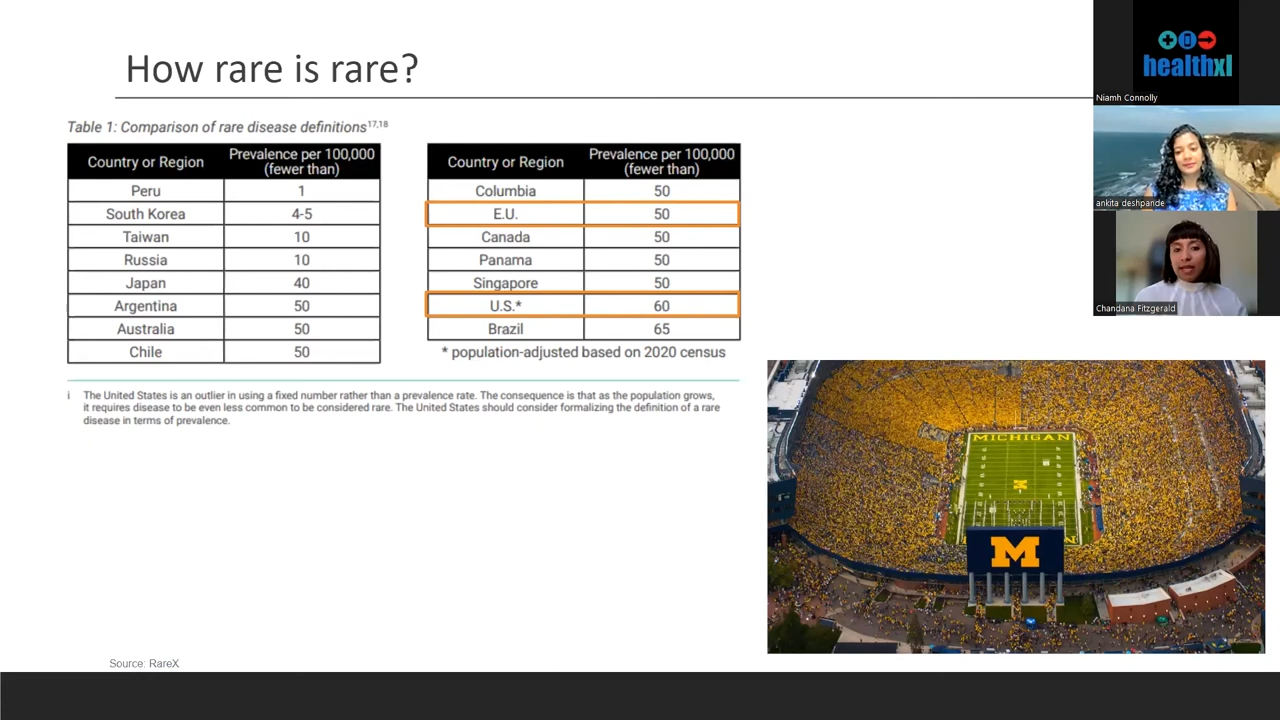 How rare is rare?
Table 1: Comparison of rare disease definitions17,18
Country or Region Prevalence per 100,000
(fewer than)
Peru 1
South Korea 4-5
Taiwan 10
Russia 10
Japan 40
Argentina 50
Australia 50
Chile 50
Country or Region Prevalence per 100,000
(fewer than)
Columbia 50
E.U. 50
Canada 50
Panama 50
Singapore 50
U.S.* 60
Brazil 65
* population-adjusted based on 2020 census
i The United States is an outlier in using a fixed number rather than a prevalence rate. The consequence is that as the population grows,
it requires disease to be even less common to be considered rare. The United States should consider formalizing the definition of a rare
disease in terms of prevalence.
MICHIGAN
M
M
Source: RareX
healthxl
Niamh Connolly
ankita deshpande
Chandana Fitzgerald